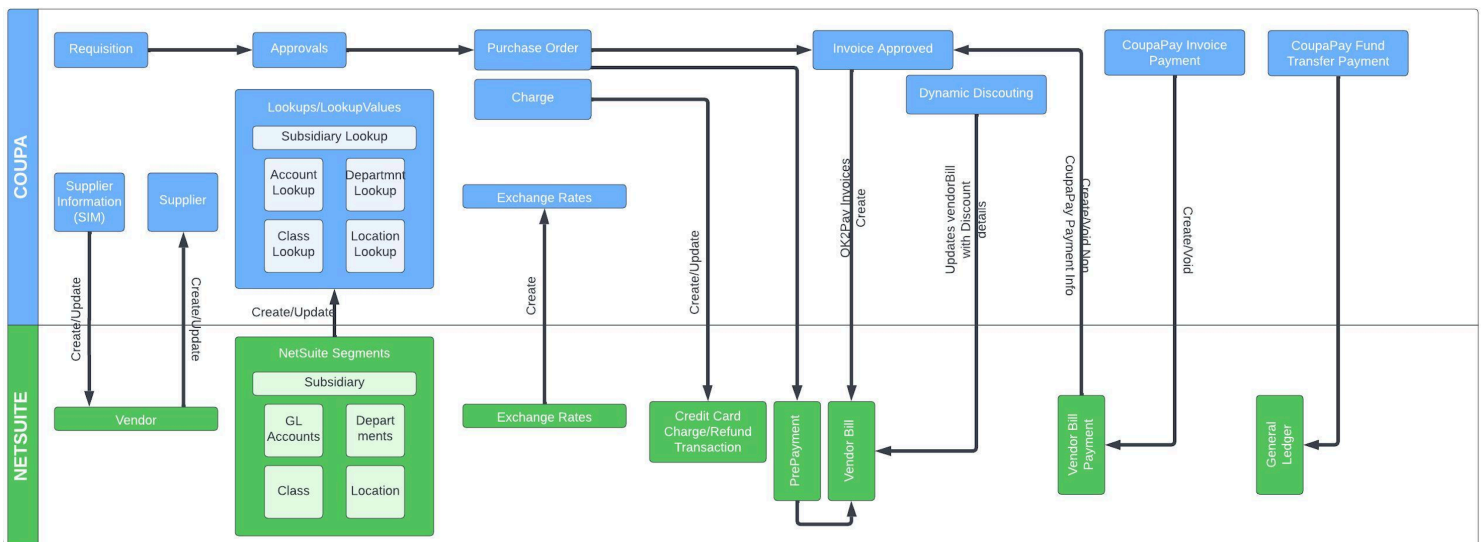 COUPA
Requisition
Approvals
Purchase Order
Invoice Approved
CoupaPay Invoice
Payment
CoupaPay Fund
Transfer Payment
Charge
Dynamic Discouting
Lookups/LookupValues
Subsidiary Lookup
Account
Lookup
Departmnt
Lookup
Class
Lookup
Location
Lookup
Supplier
Information
(SIM)
Supplier
Exchange Rates
Create/Update
Create/Update
Create/Update
Create
Create/Update
OK2Pay Invoices
Create
Updates vendorBill
with Discount
details
Create/Void Non
CoupaPay Payment Info
Create/Void
NETSUITE
Vendor
NetSuite Segments
Subsidiary
GL
Accounts
Depart
ments
Class
Location
Exchange Rates
Credit Card
Charge/Refund
Transaction
PrePayment
Vendor Bill
Vendor Bill
Payment
General
Ledger